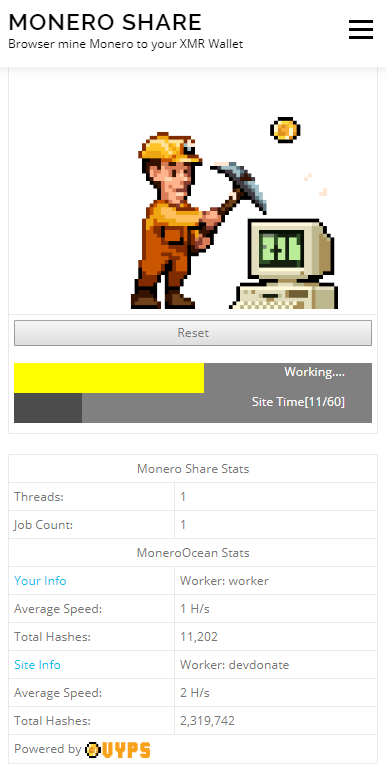 MONERO SHARE
Browser mine Monero to your XMR Wallet
Reset
Working....
Site Time[11/60]
Monero Share Stats
Threads: 1
Job Count: 1
MoneroOcean Stats
Your Info Worker: worker
Average Speed: 1 H/s
Total Hashes: 11,202
Site Info Worker: devdonate
Average Speed: 2 H/s
Total Hashes: 2,319,742
Powered by VYPS